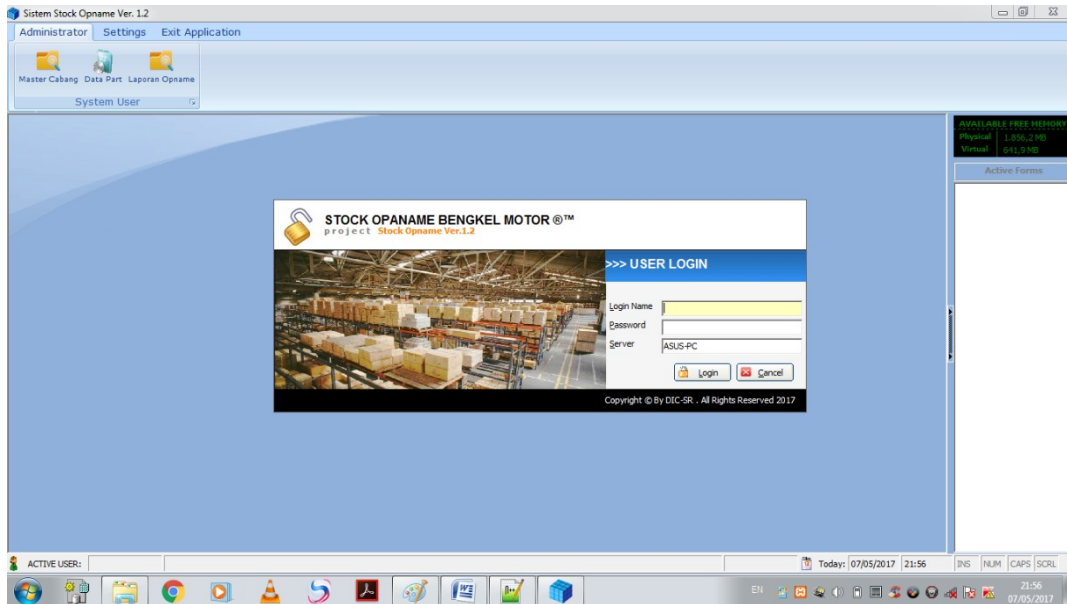 Sistem Stock Opname Ver. 1.2
Administrator Settings Exit Application
Master Cabang Data Part Laporan Opname
System User
AVAILABLE FREE MEMORY
Physical 1.856,2 MB
Virtual 641,9 MB
Active Forms
STOCK OPANAME BENGKEL MOTOR ®™
project Stock Opname Ver.1.2
>>> USER LOGIN
Login Name
Password
Server ASUS-PC
Login Cancel
Copyright © By DIC-SR . All Rights Reserved 2017
ACTIVE USER: Today: 07/05/2017 21:56 INS NUM CAPS SCRL
EN 21:56
07/05/2017